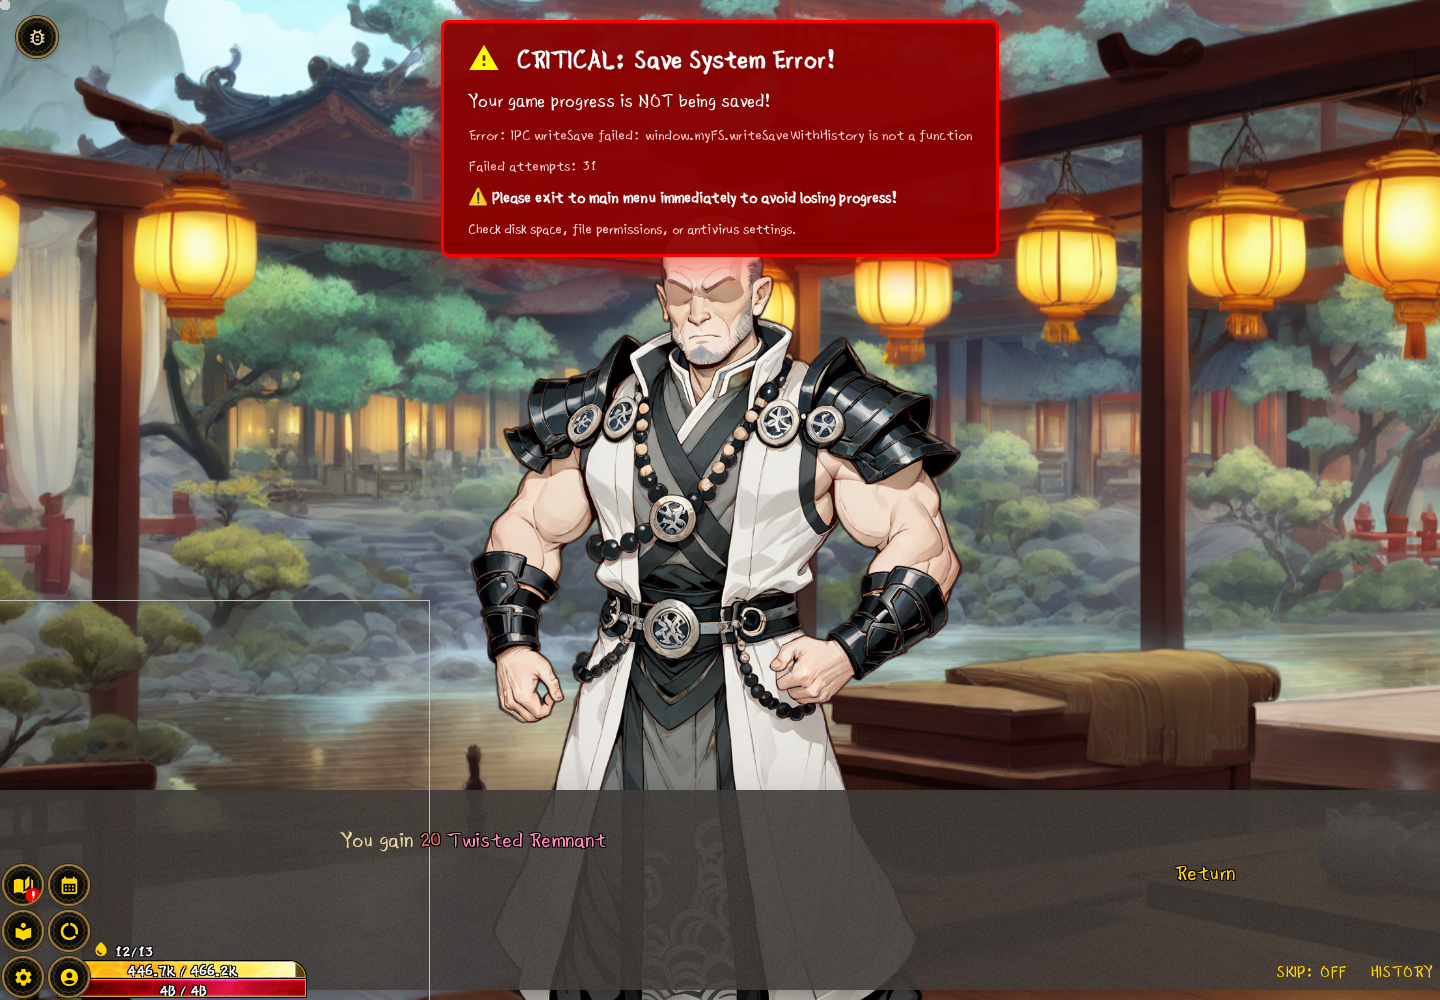 CRITICAL: Save System Error!
Your game progress is NOT being saved!
Error: IPC writeSave failed: window.myFS.writeSaveWithHistory is not a function
Failed attempts: 31
Please exit to main menu immediately to avoid losing progress!
Check disk space, file permissions, or antivirus settings.
You gain 20 Twisted Remnant
Return
12/13
446.7K / 466.2K
4B / 4B
SKIP: OFF HISTORY